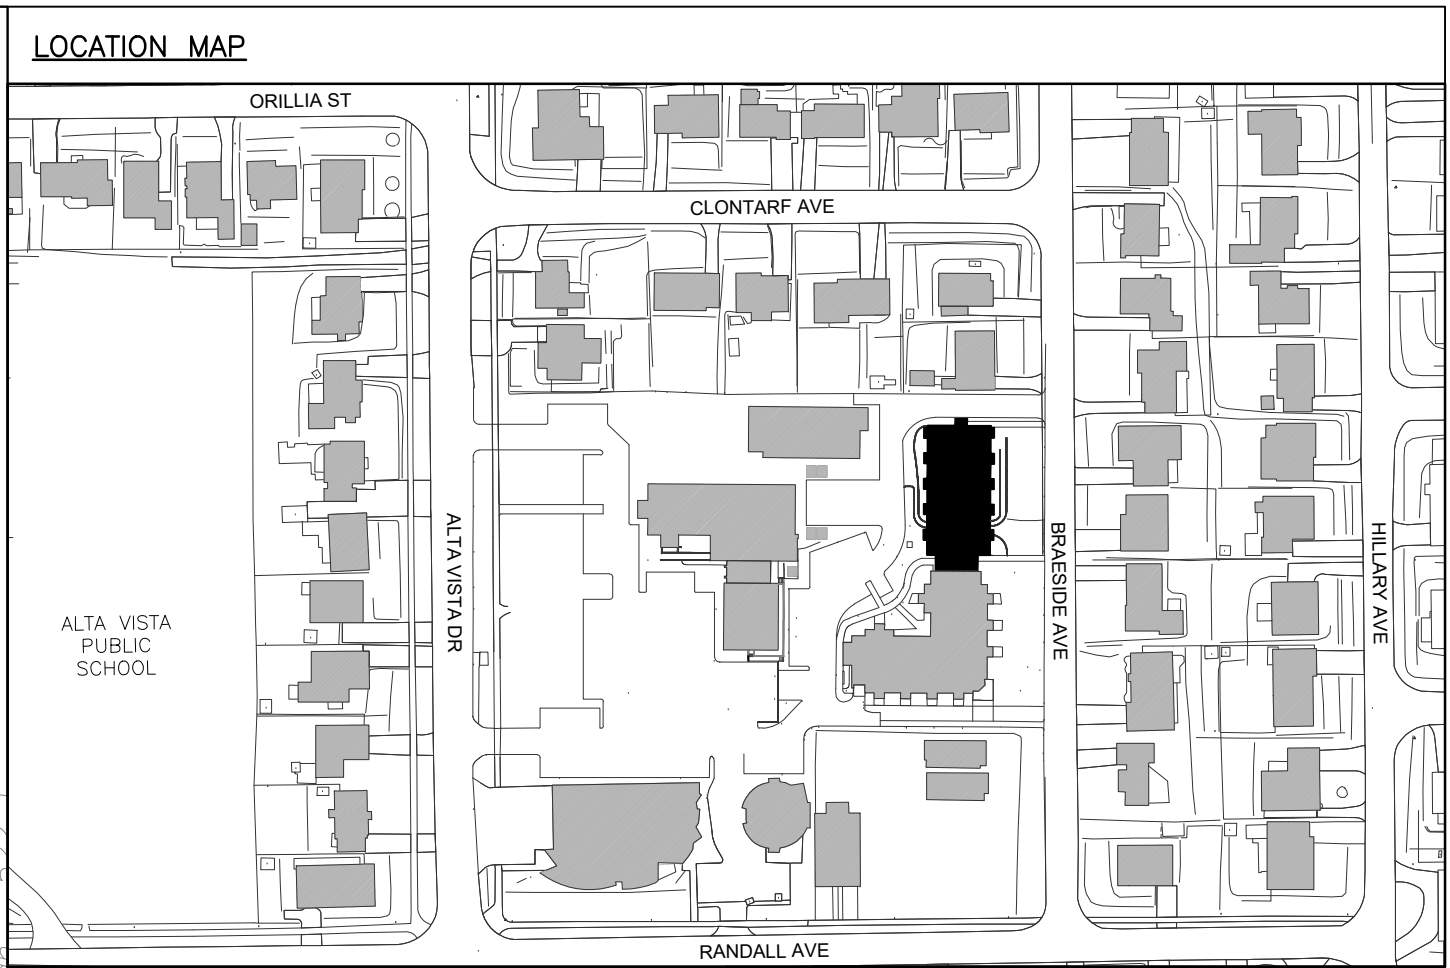 LOCATION MAP
ORILLIA ST
CLONTARF AVE
ALTA VISTA DR
BRAESIDE AVE
HILLARY AVE
ALTA VISTA
PUBLIC
SCHOOL
RANDALL AVE